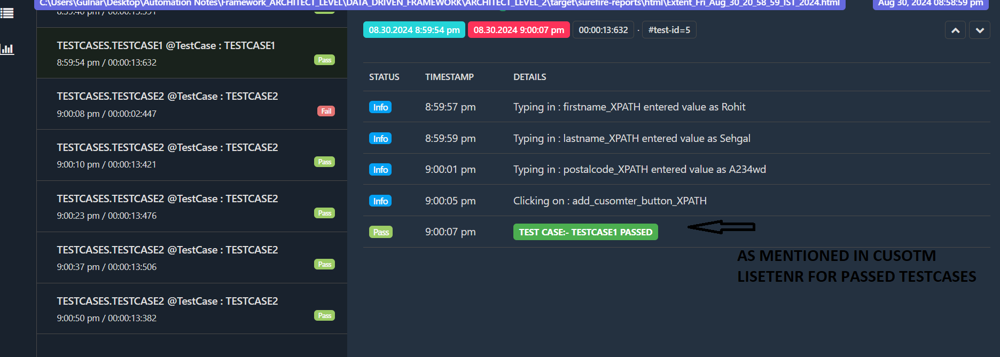 C:\Users\Gulnar\Desktop\Automation Notes\Framework_ARCHITECT_LEVEL\DATA_DRIVEN_FRAMEWORK\ARCHITECT_LEVEL_2\target\surefire-reports\html\Extent_Fri_Aug_30_20_58_59_IST_2024.html
Aug 30, 2024 08:58:59 pm
8:59:40 pm / 00:00:13:391
TESTCASES.TESTCASE1 @TestCase : TESTCASE1
8:59:54 pm / 00:00:13:632
Pass
TESTCASES.TESTCASE2 @TestCase : TESTCASE2
9:00:08 pm / 00:00:02:447
Fail
TESTCASES.TESTCASE2 @TestCase : TESTCASE2
9:00:10 pm / 00:00:13:421
Pass
TESTCASES.TESTCASE2 @TestCase : TESTCASE2
9:00:23 pm / 00:00:13:476
Pass
TESTCASES.TESTCASE2 @TestCase : TESTCASE2
9:00:37 pm / 00:00:13:506
Pass
TESTCASES.TESTCASE2 @TestCase : TESTCASE2
9:00:50 pm / 00:00:13:382
Pass
08.30.2024 8:59:54 pm 08.30.2024 9:00:07 pm 00:00:13:632 · #test-id=5
STATUS TIMESTAMP DETAILS
Info 8:59:57 pm Typing in : firstname_XPATH entered value as Rohit
Info 8:59:59 pm Typing in : lastname_XPATH entered value as Sehgal
Info 9:00:01 pm Typing in : postalcode_XPATH entered value as A234wd
Info 9:00:05 pm Clicking on : add_cusomter_button_XPATH
Pass 9:00:07 pm TEST CASE:- TESTCASE1 PASSED
AS MENTIONED IN CUSOTM
LISETENR FOR PASSED TESTCASES